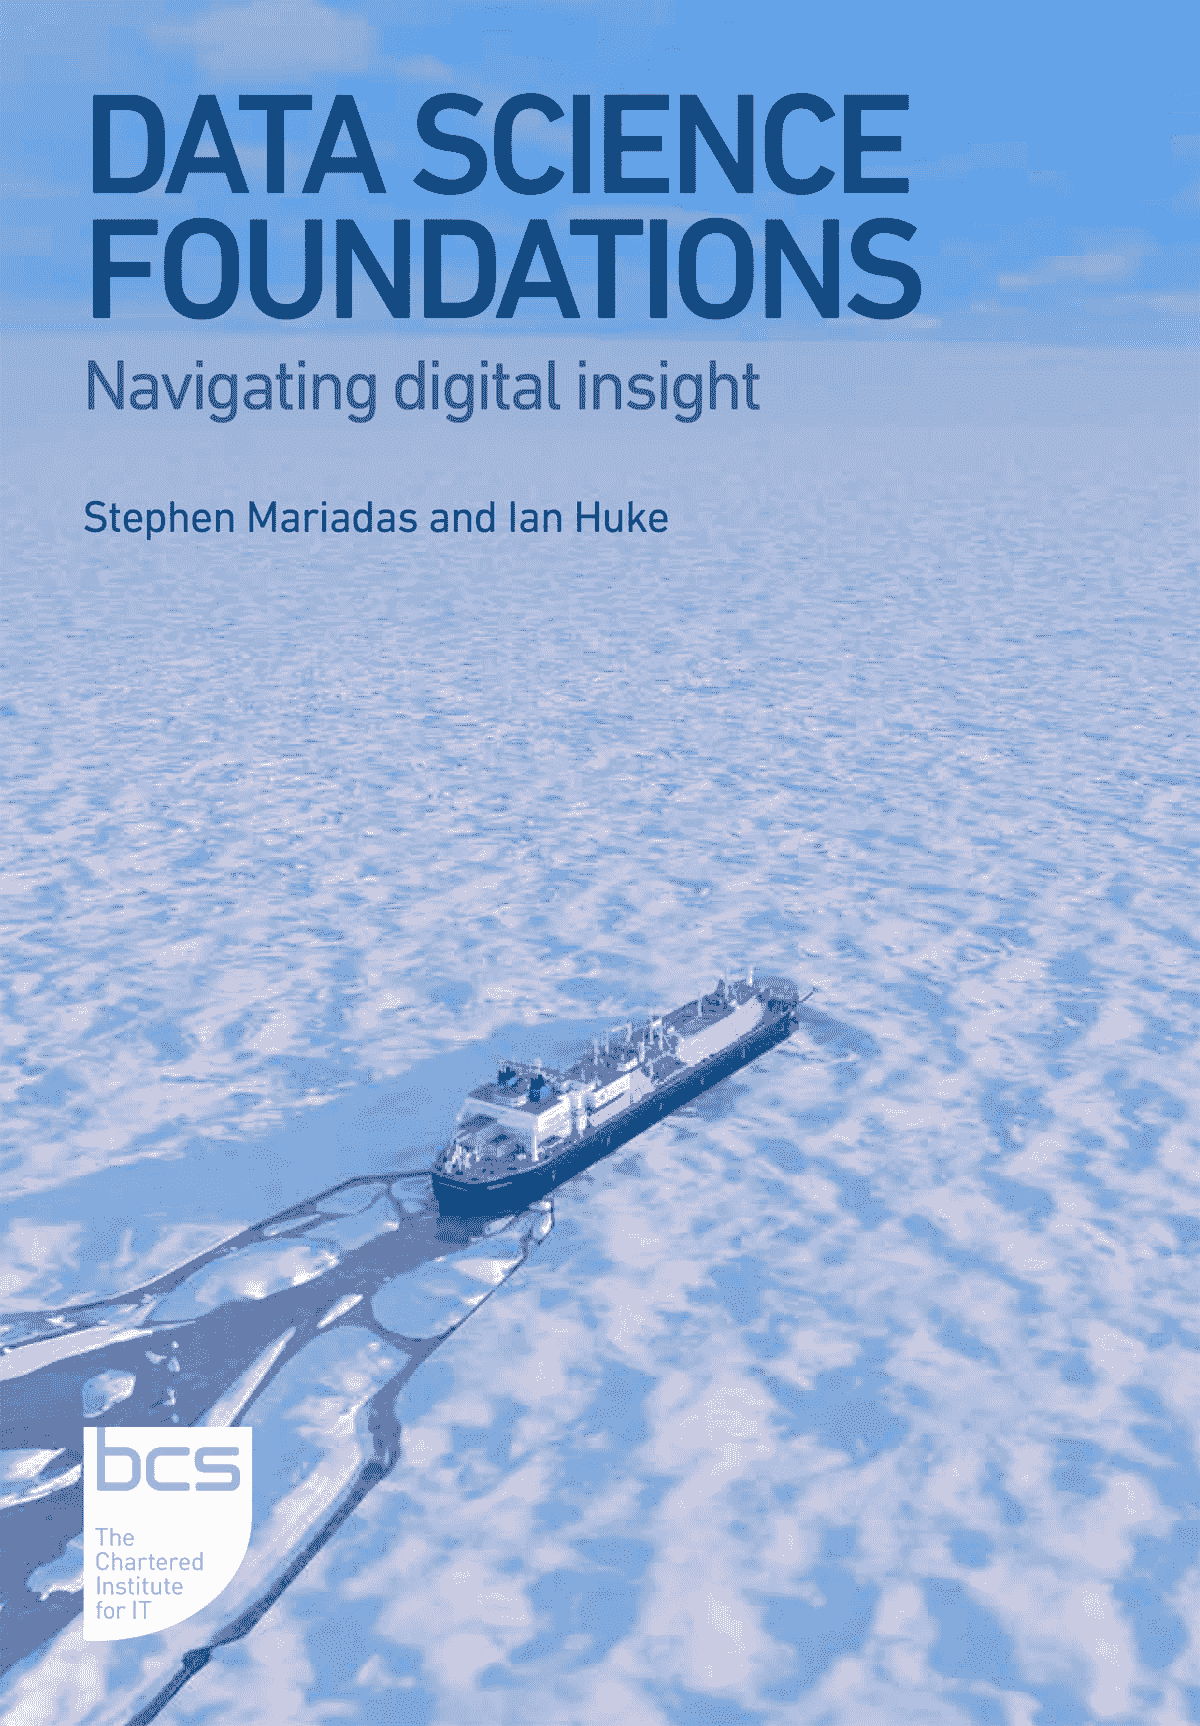 DATA SCIENCE
FOUNDATIONS
Navigating digital insight
Stephen Mariadas and Ian Huke
bcs
The
Chartered
Institute
for IT